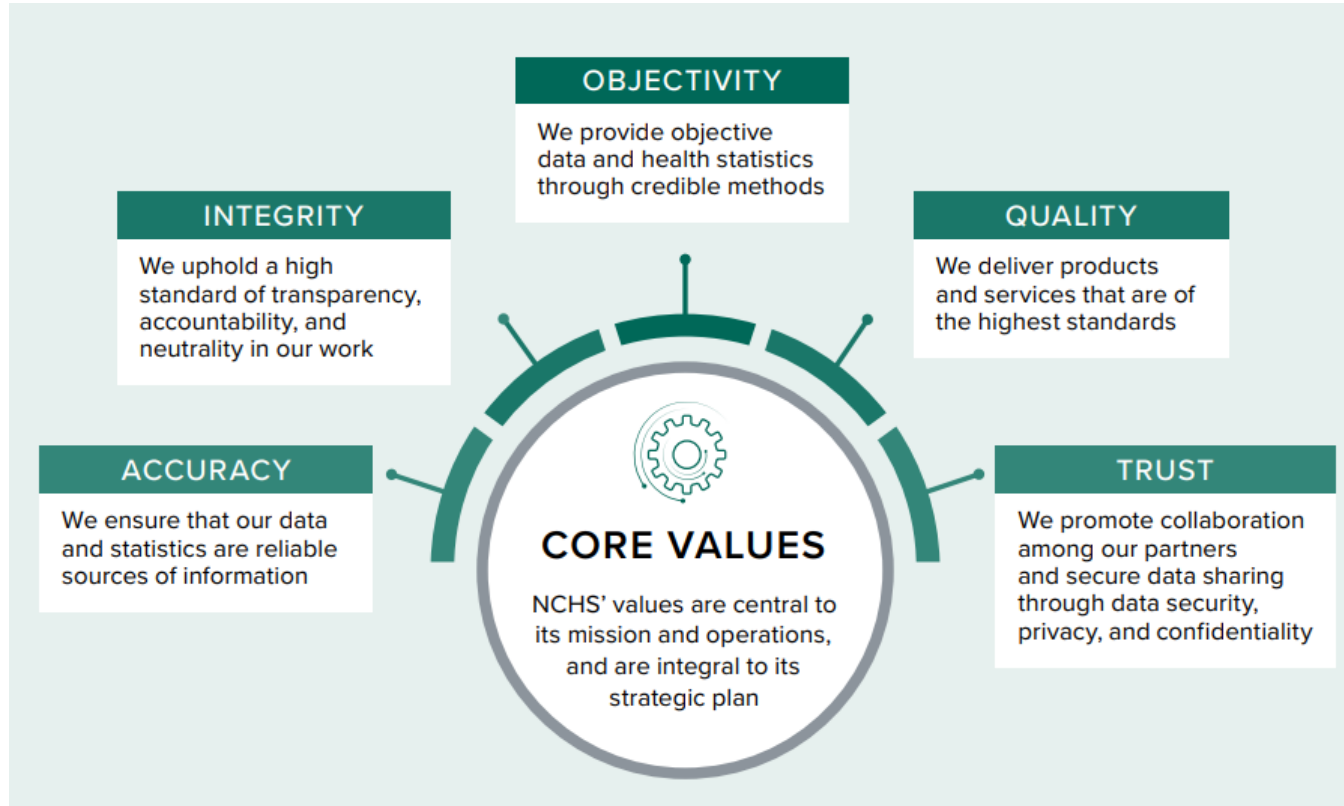 OBJECTIVITY
We provide objective
data and health statistics
through credible methods
INTEGRITY
We uphold a high
standard of transparency,
accountability, and
neutrality in our work
QUALITY
We deliver products
and services that are of
the highest standards
ACCURACY
We ensure that our data
and statistics are reliable
sources of information
TRUST
We promote collaboration
among our partners
and secure data sharing
through data security,
privacy, and confidentiality
CORE VALUES
NCHS’ values are central to
its mission and operations,
and are integral to its
strategic plan